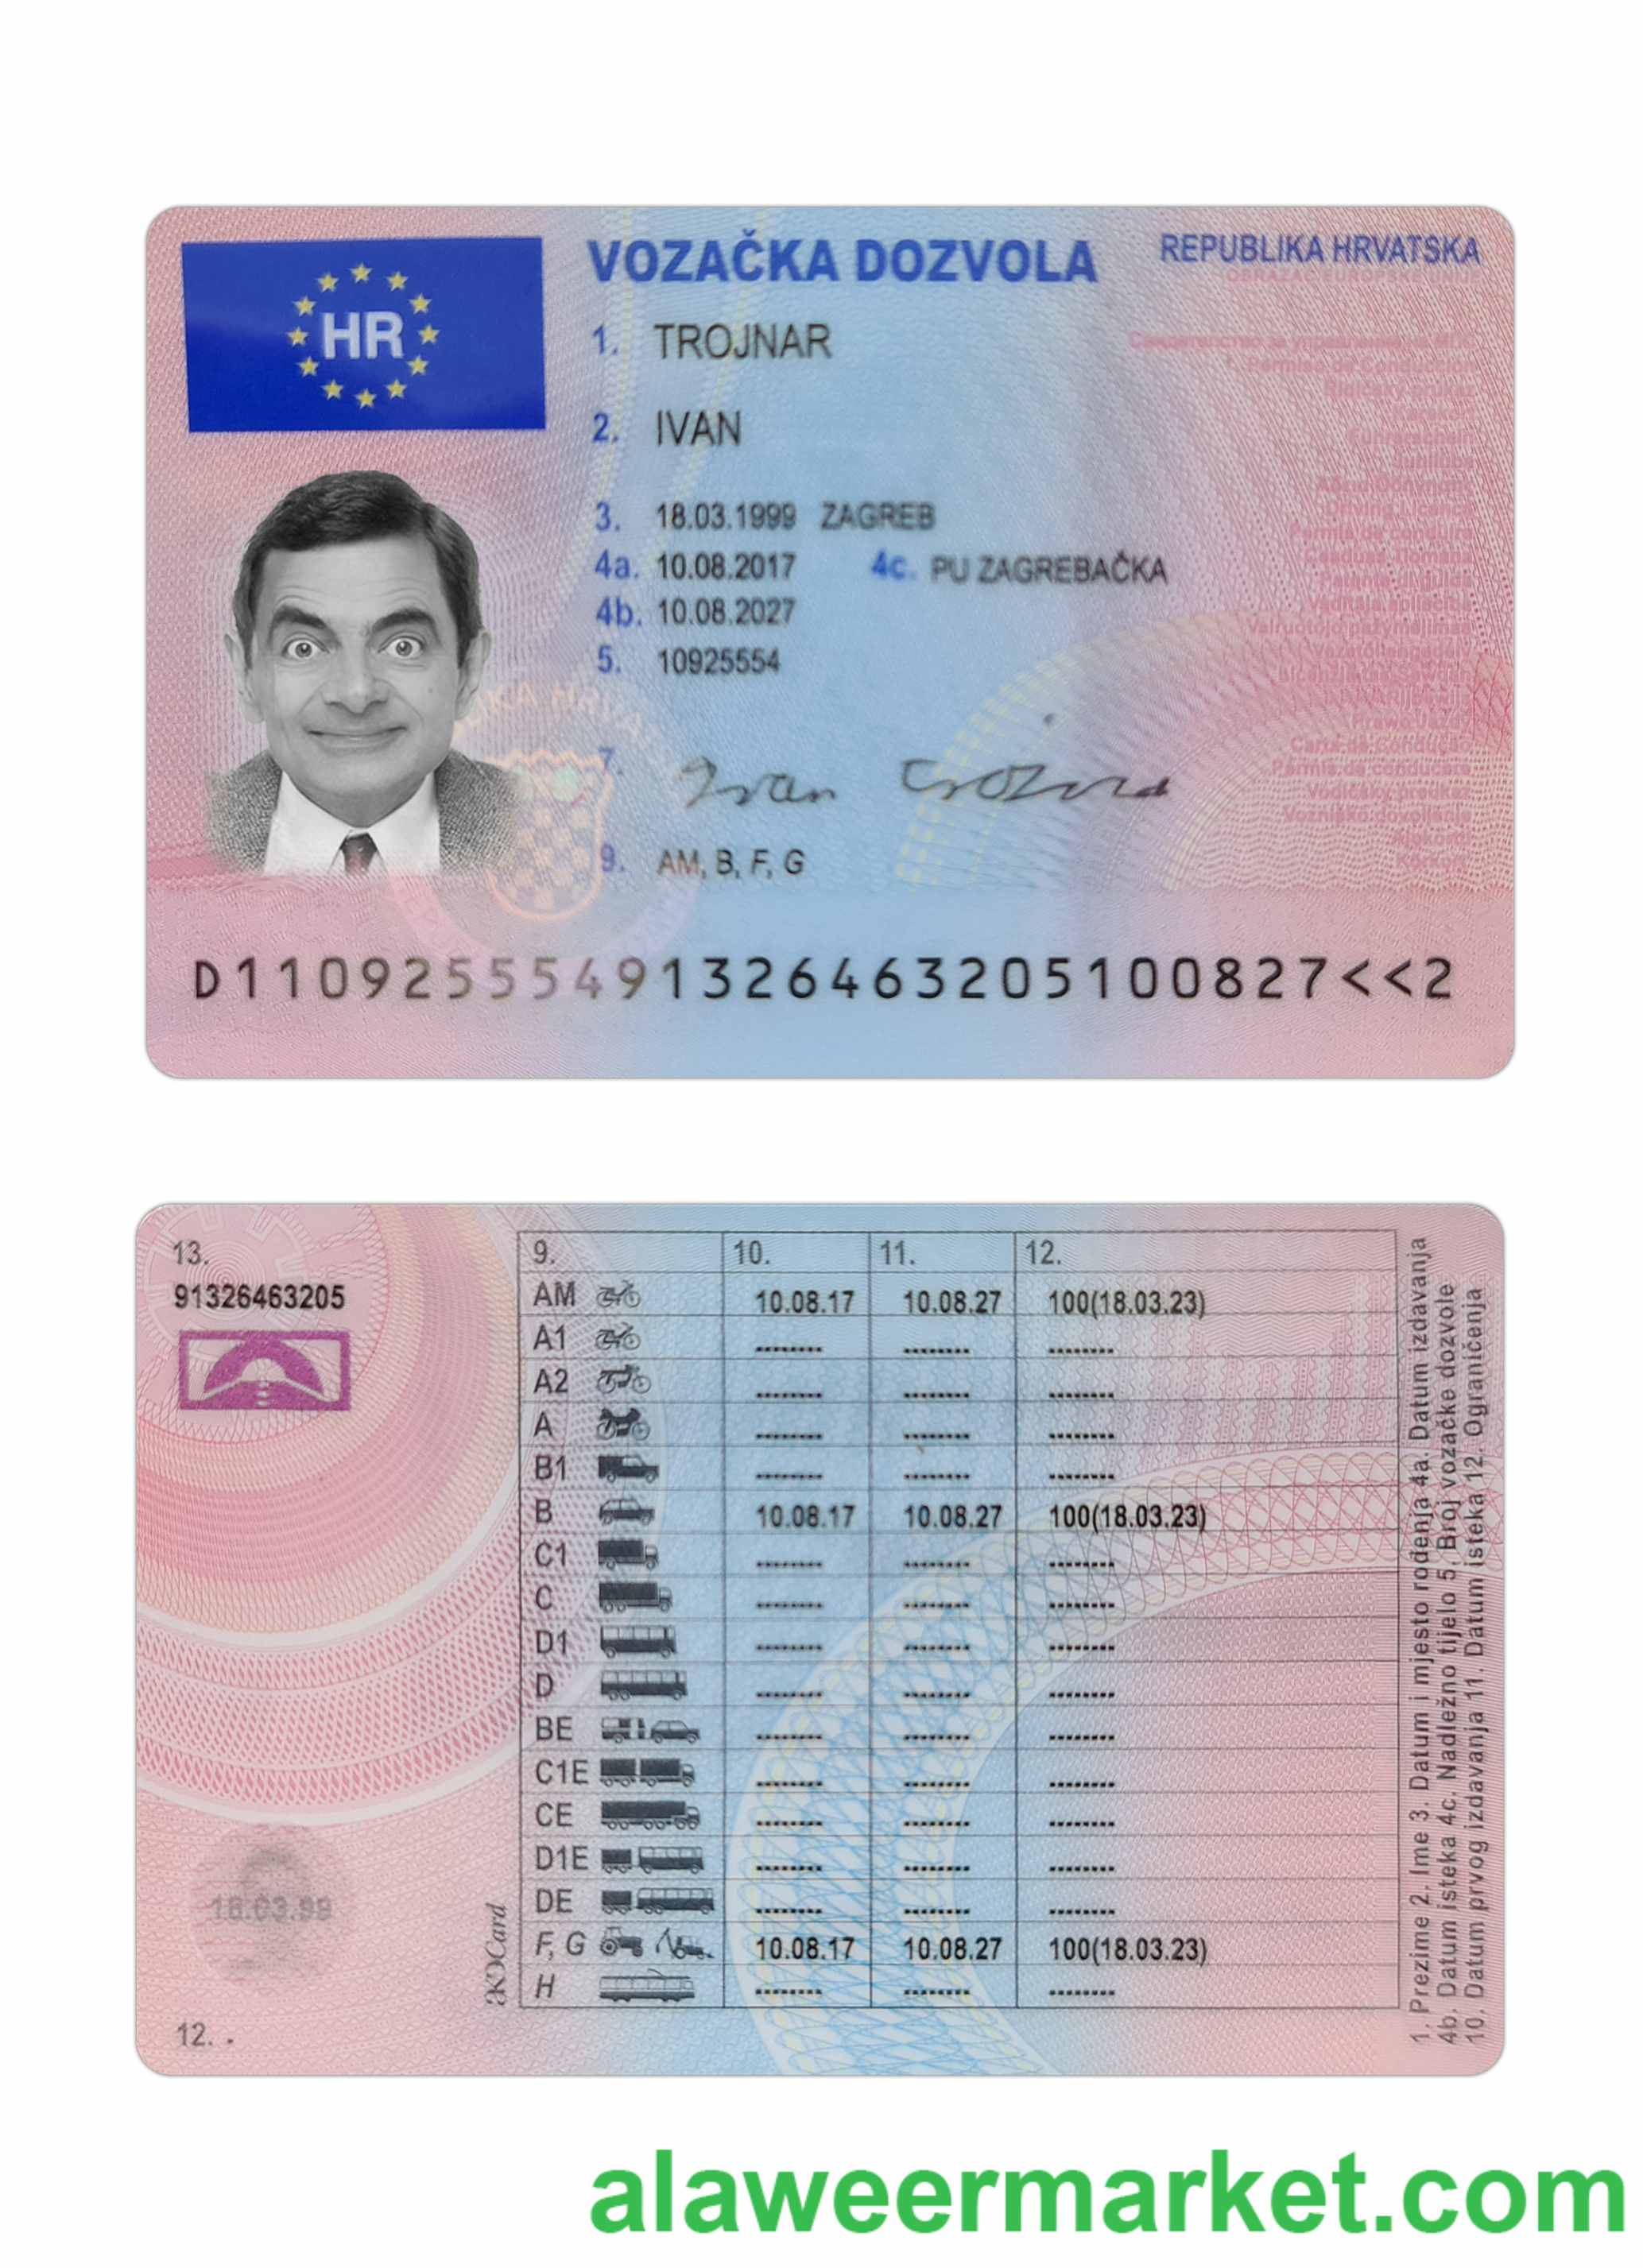 HR
VOZAČKA DOZVOLA
REPUBLIKA HRVATSKA
1. TROJNAR
2. IVAN
3. 18.03.1999 ZAGREB
4a. 10.08.2017 4c. PU ZAGREBAČKA
4b. 10.08.2027
5. 10925554
7. Ivan
9. AM, B, F, G
Permiso de Conducción
Driving Licence
Permis de conduire
Prawo Jazdy
Carta de Condução
Permis de conducere
Vodičský preukaz
Vozniško dovoljenje
Körkort
D11092555491326463205100827<<2
13.
91326463205
18.03.99
12. .
9. 10. 11. 12.
AM 10.08.17 10.08.27 100(18.03.23)
A1 -------- -------- --------
A2 -------- -------- --------
A -------- -------- --------
B1 -------- -------- --------
B 10.08.17 10.08.27 100(18.03.23)
C1 -------- -------- --------
C -------- -------- --------
D1 -------- -------- --------
D -------- -------- --------
BE -------- -------- --------
C1E -------- -------- --------
CE -------- -------- --------
D1E -------- -------- --------
DE -------- -------- --------
F, G 10.08.17 10.08.27 100(18.03.23)
H -------- -------- --------
AKDCard
1. Prezime 2. Ime 3. Datum i mjesto rođenja 4a. Datum izdavanja
4b. Datum isteka 4c. Nadležno tijelo 5. Broj vozačke dozvole
10. Datum prvog izdavanja 11. Datum isteka 12. Ograničenja
alaweermarket.com